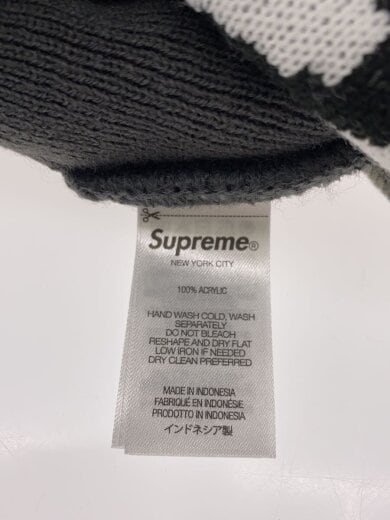 Supreme®
NEW YORK CITY
100% ACRYLIC
HAND WASH COLD, WASH
SEPARATELY
DO NOT BLEACH
RESHAPE AND DRY FLAT
LOW IRON IF NEEDED
DRY CLEAN PREFERRED
MADE IN INDONESIA
FABRIQUÉ EN INDONÉSIE
PRODOTTO IN INDONESIA
インドネシア製